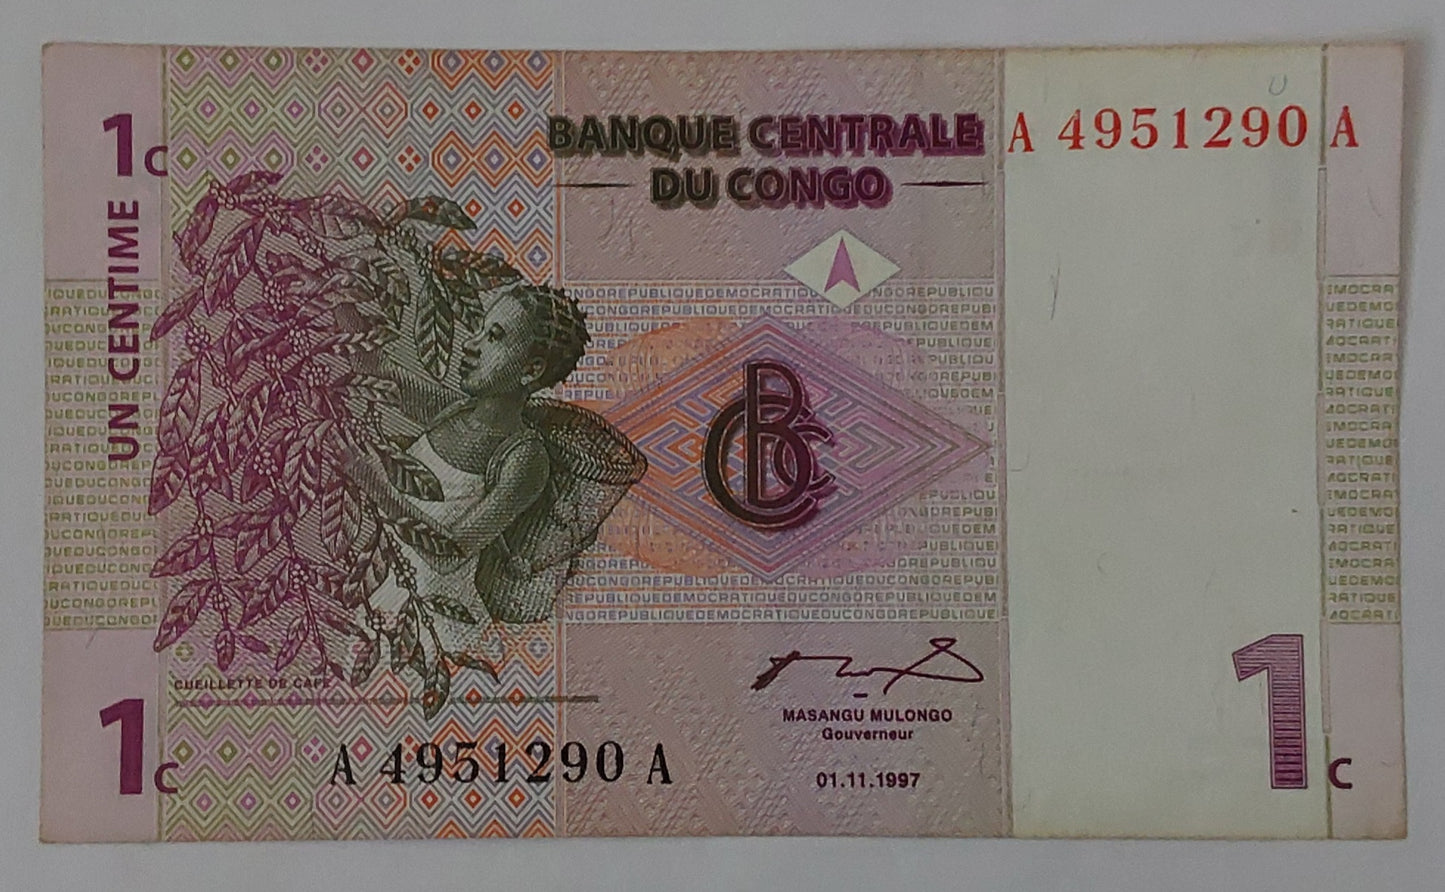 1c
UN CENTIME
BANQUE CENTRALE
DU CONGO
A 4951290 A
BCC
CUEILLETTE DE CAFE
MASANGU MULONGO
Gouverneur
01.11.1997
1c
A 4951290 A
1c